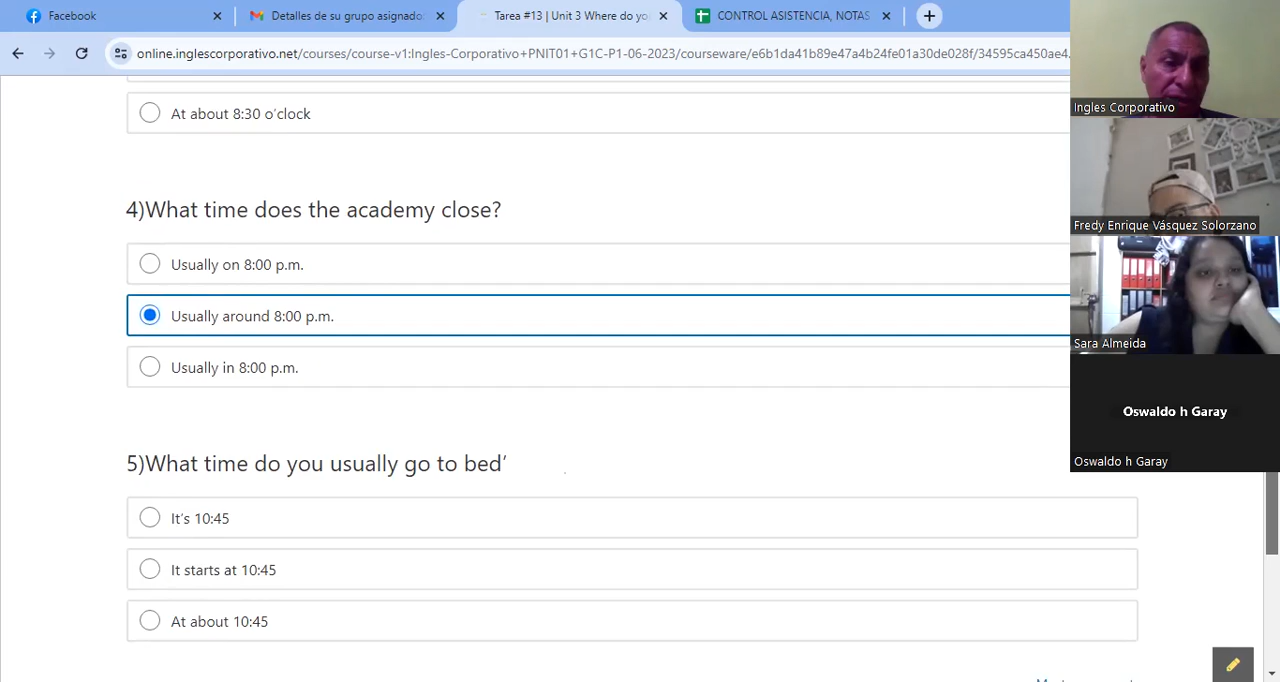 Facebook
Detalles de su grupo asignado
Tarea #13 | Unit 3 Where do yo
CONTROL ASISTENCIA, NOTAS
online.inglescorporativo.net/courses/course-v1:Ingles-Corporativo+PNIT01+G1C-P1-06-2023/courseware/e6b1da41b89e47a4b24fe01a30de028f/34595ca450ae4
At about 8:30 o'clock
4)What time does the academy close?
Usually on 8:00 p.m.
Usually around 8:00 p.m.
Usually in 8:00 p.m.
5)What time do you usually go to bed’
It’s 10:45
It starts at 10:45
At about 10:45
Ingles Corporativo
Fredy Enrique Vásquez Solorzano
Sara Almeida
Oswaldo h Garay
Oswaldo h Garay